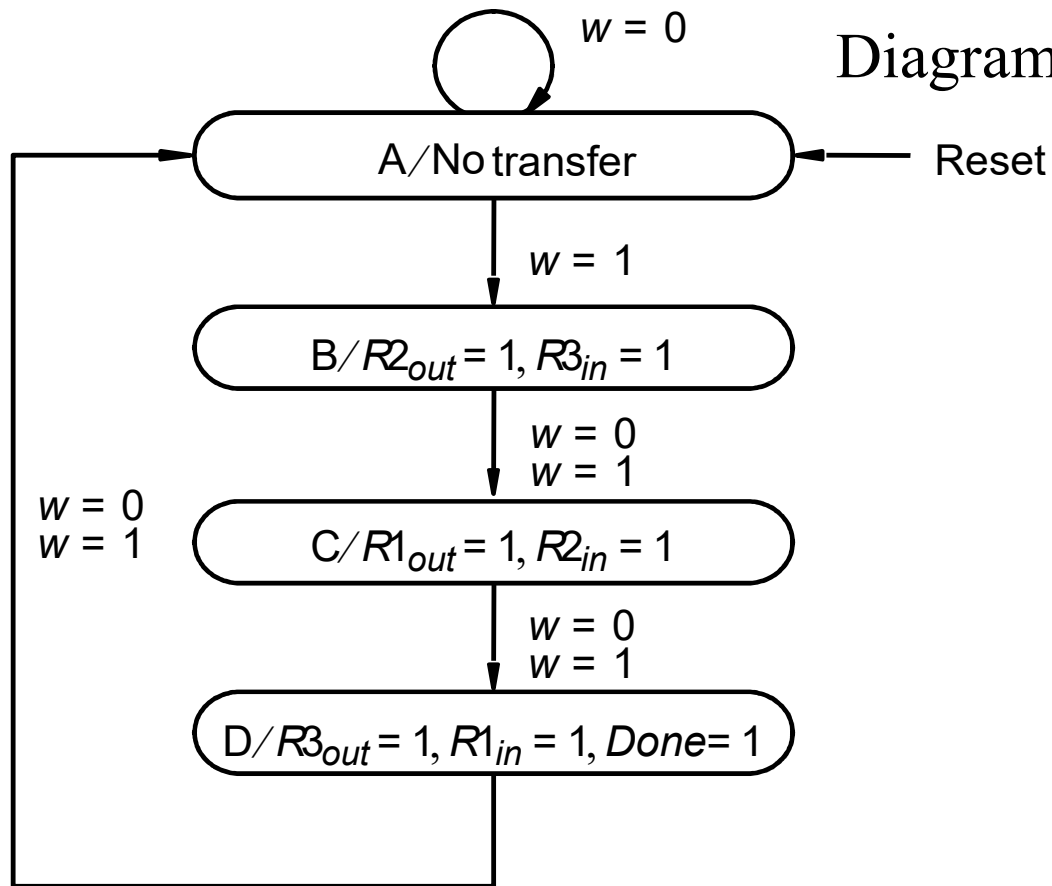 w = 0
Diagram
A/No transfer
Reset
w = 1
B/R2out = 1, R3in = 1
w = 0
w = 1
w = 0
w = 1
C/R1out = 1, R2in = 1
w = 0
w = 1
D/R3out = 1, R1in = 1, Done = 1